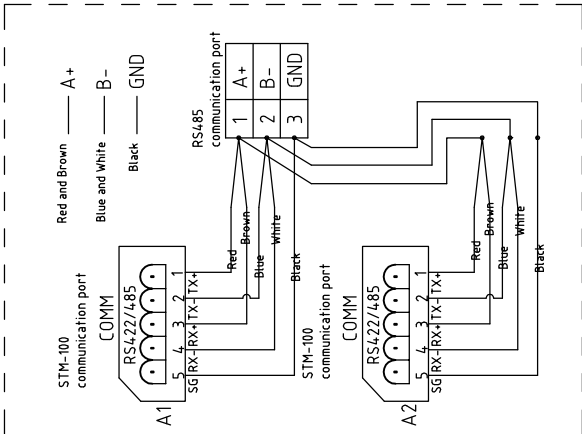 Red and Brown A+
Blue and White B-
Black GND
RS485
communication port
1 A+
2 B-
3 GND
STM-100
communication port
COMM
RS422/485
1 TX+ Red
2 TX- Blue
3 RX+ Brown
4 RX- White
5 SG Black
A1
STM-100
communication port
COMM
RS422/485
1 TX+ Red
2 TX- Blue
3 RX+ Brown
4 RX- White
5 SG Black
A2